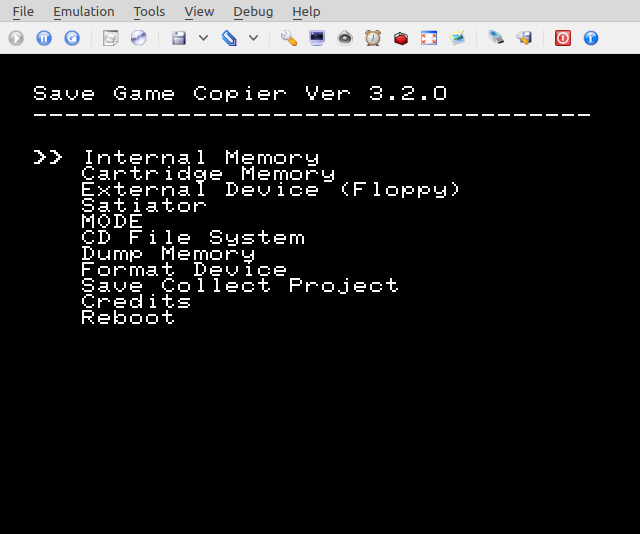 File Emulation Tools View Debug Help
Save Game Copier Ver 3.2.0
-----------------------------------
>> Internal Memory
Cartridge Memory
External Device (Floppy)
Satiator
MODE
CD File System
Dump Memory
Format Device
Save Collect Project
Credits
Reboot